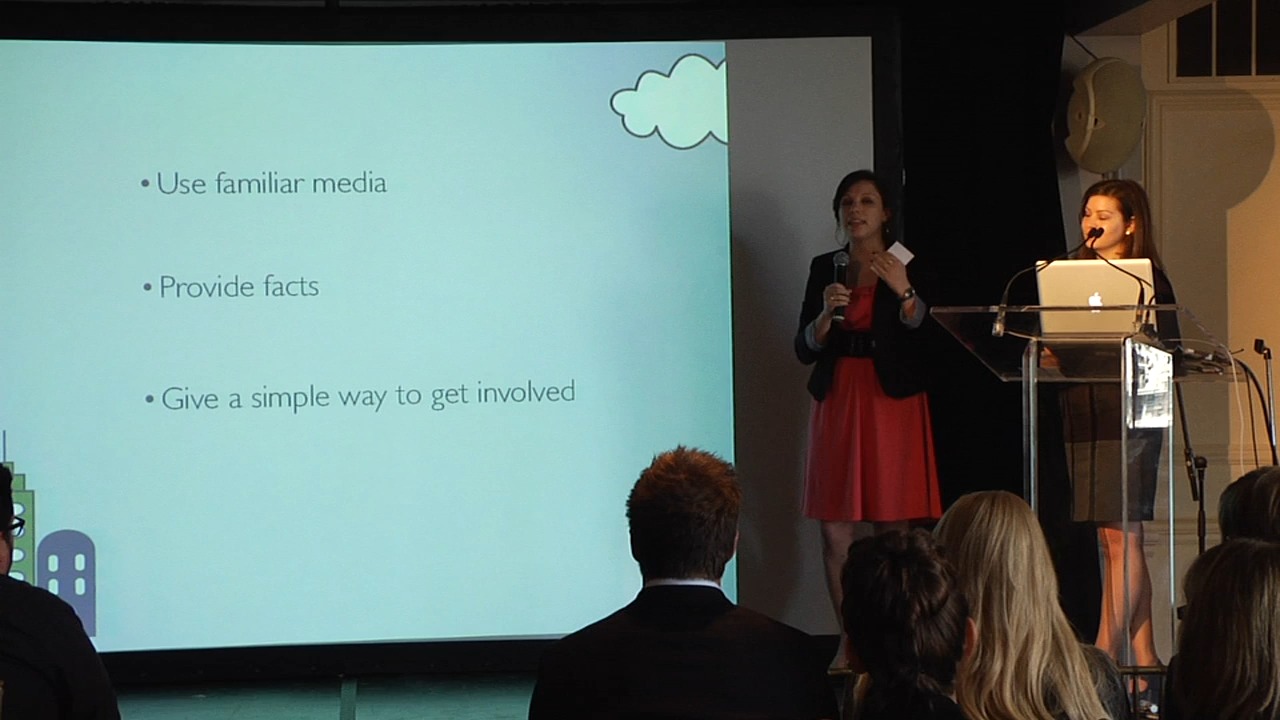 • Use familiar media
• Provide facts
• Give a simple way to get involved